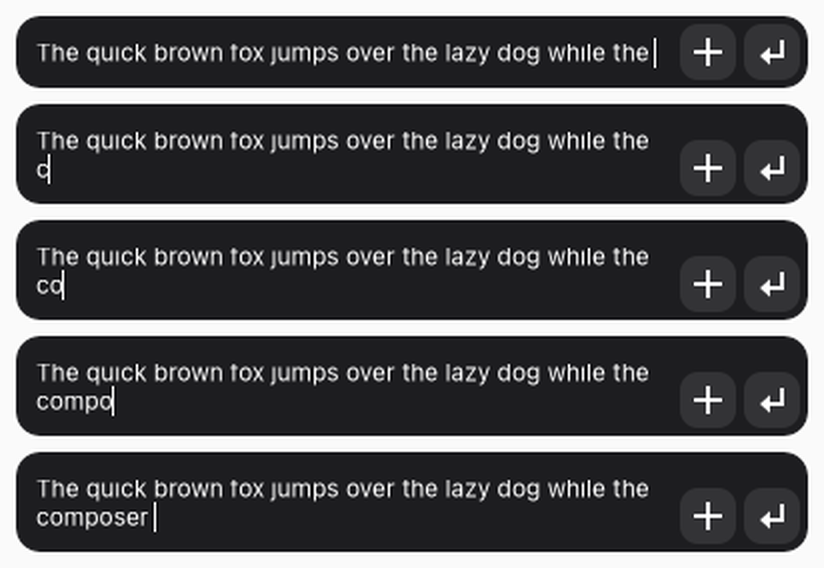 The quick brown fox jumps over the lazy dog while the
The quick brown fox jumps over the lazy dog while the
c
The quick brown fox jumps over the lazy dog while the
co
The quick brown fox jumps over the lazy dog while the
compo
The quick brown fox jumps over the lazy dog while the
composer